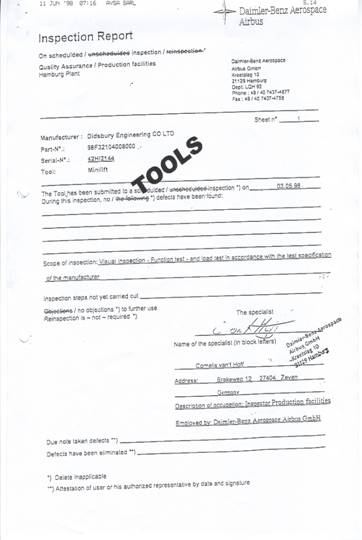 11 JUN '98 07:16 AVSA SARL S.14
Daimler-Benz Aerospace
Airbus
Inspection Report
On scheduled / unscheduled inspection / reinspection *
Quality Assurance / Production facilities
Hamburg Plant
Daimler-Benz Aerospace
Airbus GmbH
Kreetslag 10
21129 Hamburg
Dept. LQH 92
Phone : 49 / 40 7437-4877
Fax : 49 / 40 7437-4759
Sheet n° 1
Manufacturer : Didsbury Engineering CO LTD
Part-N°.: 98F32104008000
Serial-N°.: 42H/2144
Tool: Minilift
TOOLS
The Tool has been submitted to a scheduled / unscheduled inspection *) on 03.06.98
During this inspection, no / the following *) defects have been found:
Scope of inspection: Visual inspection - Function test - and load test in accordance with the test specification
of the manufacturer
Inspection steps not yet carried out
Objections / no objections *) to further use
Reinspection is – not – required *)
The specialist
Name of the specialist (in block letters)
Daimler-Benz Aerospace
Airbus GmbH
Kreetslag 10
21129 Hamburg
Cornelis van't Hoff
Address: Brakeweg 12 27404 Zeven
Germany
Description of occupation: Inspector Production facilities
Employed by: Daimler-Benz Aerospace Airbus GmbH
Due note taken defects **)
Defects have been eliminated **)
*) Delete inapplicable
**) Attestation of user or his authorized representative by date and signature